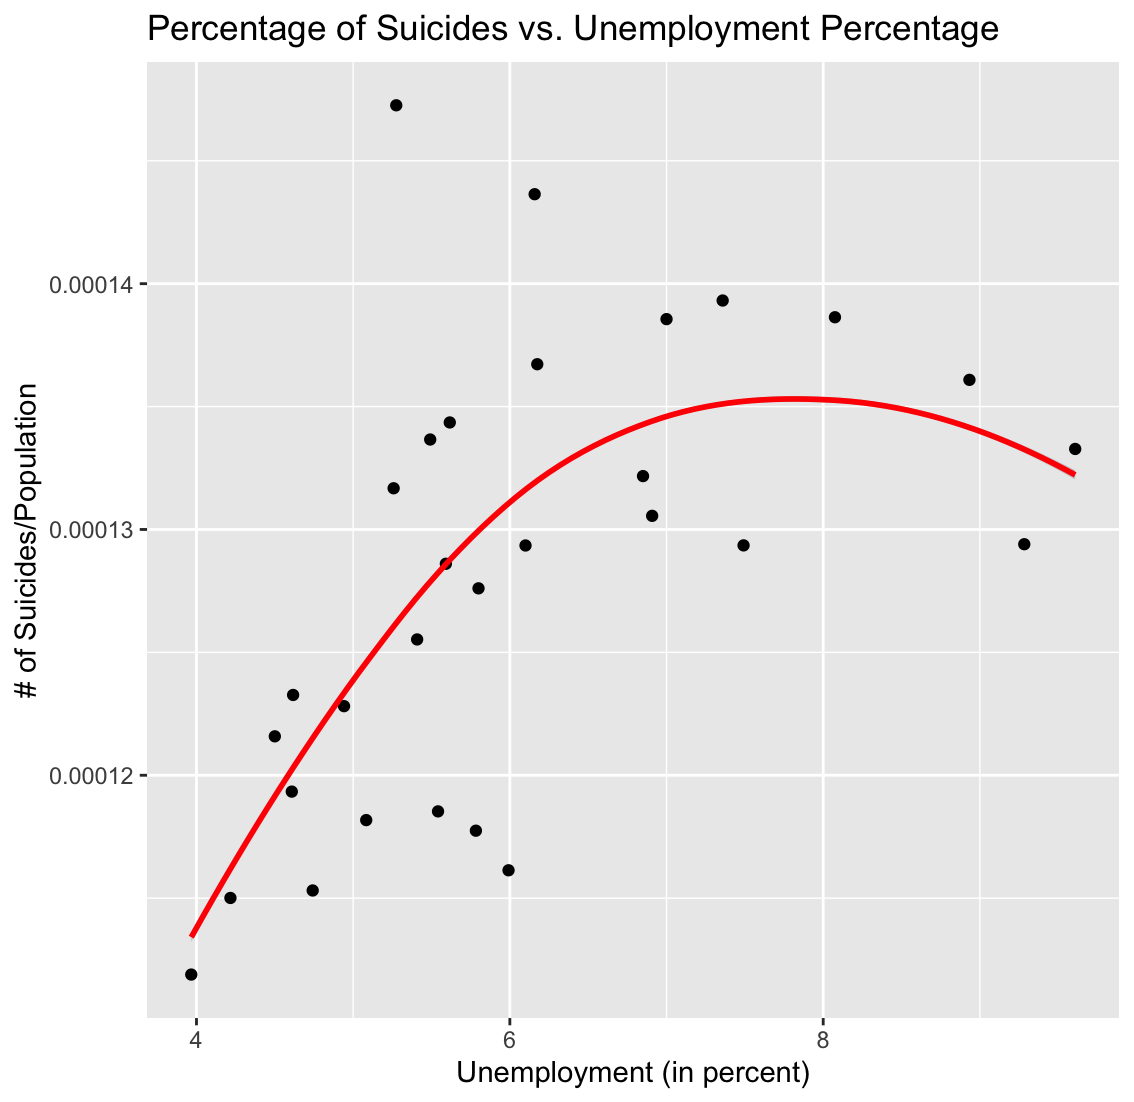 Percentage of Suicides vs. Unemployment Percentage
# of Suicides/Population
0.00014
0.00013
0.00012
4 6 8
Unemployment (in percent)